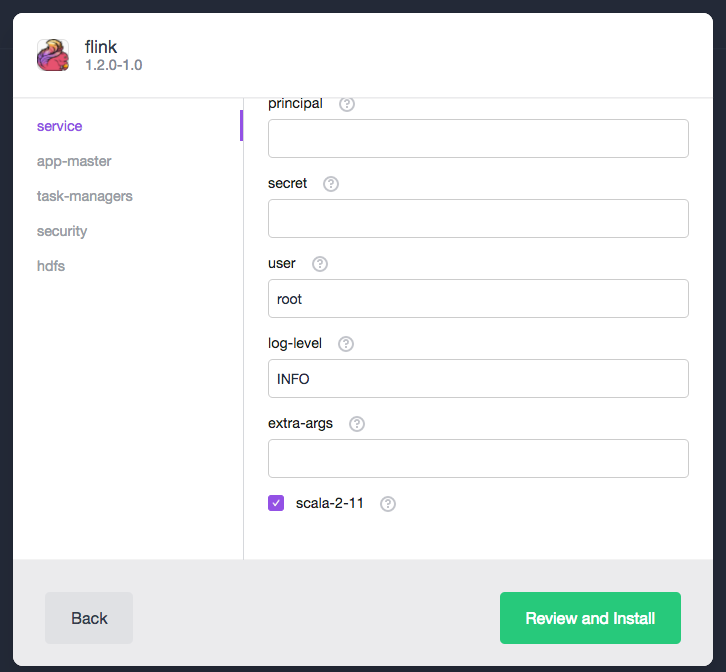 flink
1.2.0-1.0
service
app-master
task-managers
security
hdfs
principal ?
secret ?
user ?
root
log-level ?
INFO
extra-args ?
scala-2-11 ?
Back
Review and Install